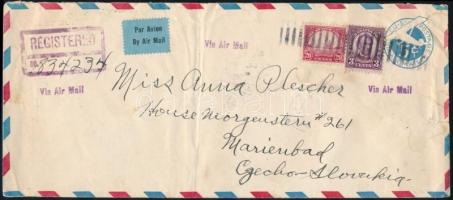 REGISTERED
No. 834234
Par Avion
By Air Mail
Via Air Mail
Via Air Mail
Via Air Mail
Miss Anna Plescher
House Morgenstern #261
Marienbad
Czecho-Slovakia